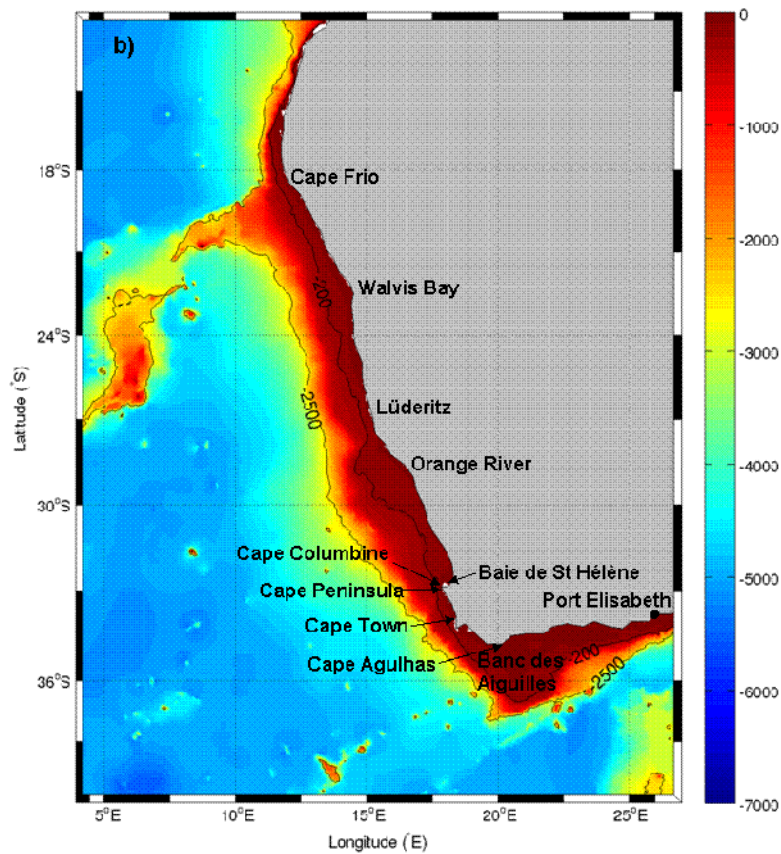 b)
0
-1000
-2000
-3000
-4000
-5000
-6000
-7000
18°S
24°S
30°S
36°S
Latitude (°S)
Cape Frio
Walvis Bay
Lüderitz
Orange River
Cape Columbine
Baie de St Hélène
Cape Peninsula
Port Elisabeth
Cape Town
Cape Agulhas
Banc des
Aiguilles
-200
-2500
-200
-2500
5°E
10°E
15°E
20°E
25°E
Longitude (°E)